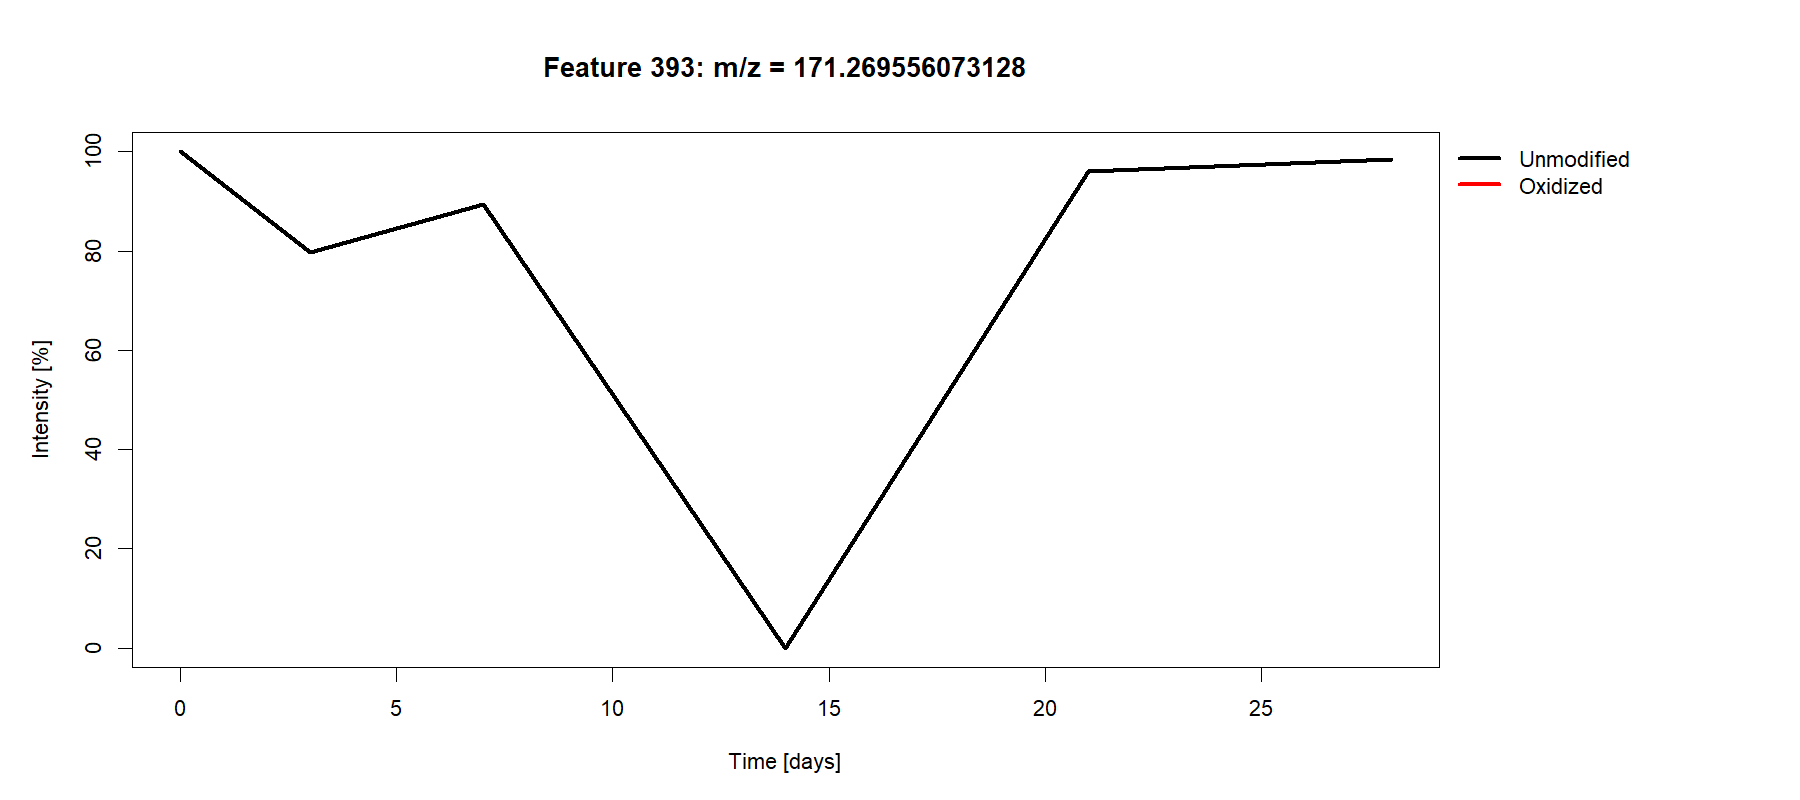 Feature 393: m/z = 171.269556073128
100
80
60
40
20
0
Intensity [%]
Unmodified
Oxidized
0 5 10 15 20 25
Time [days]